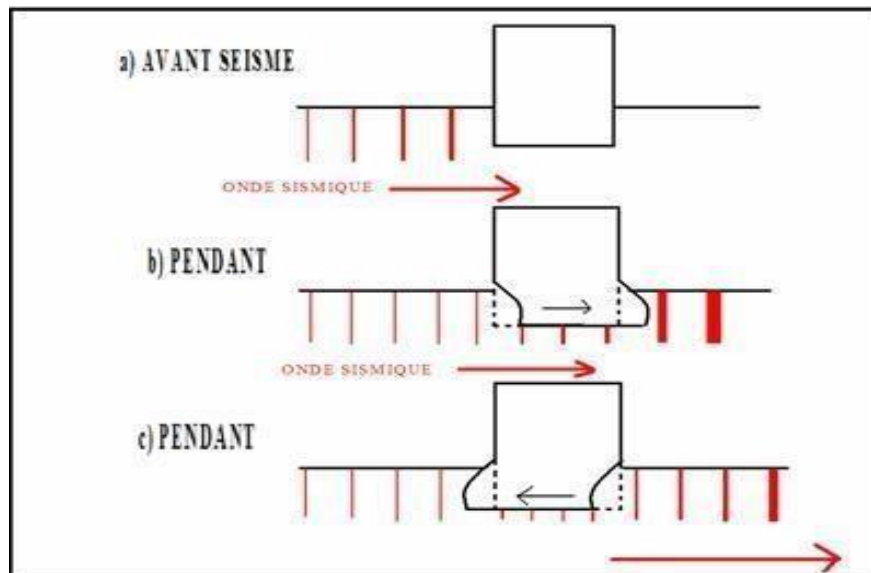 a) AVANT SEISME
ONDE SISMIQUE
b) PENDANT
ONDE SISMIQUE
c) PENDANT